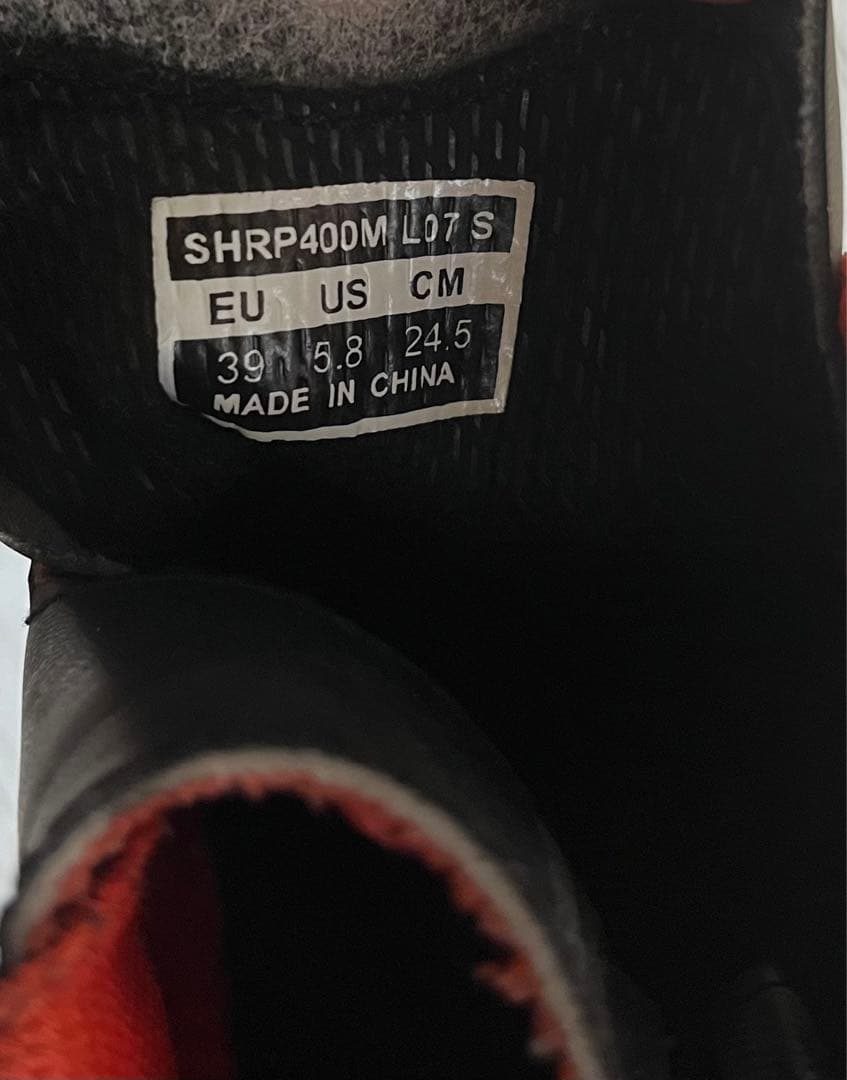 SHRP400M L07 S
EU US CM
39 5.8 24.5
MADE IN CHINA